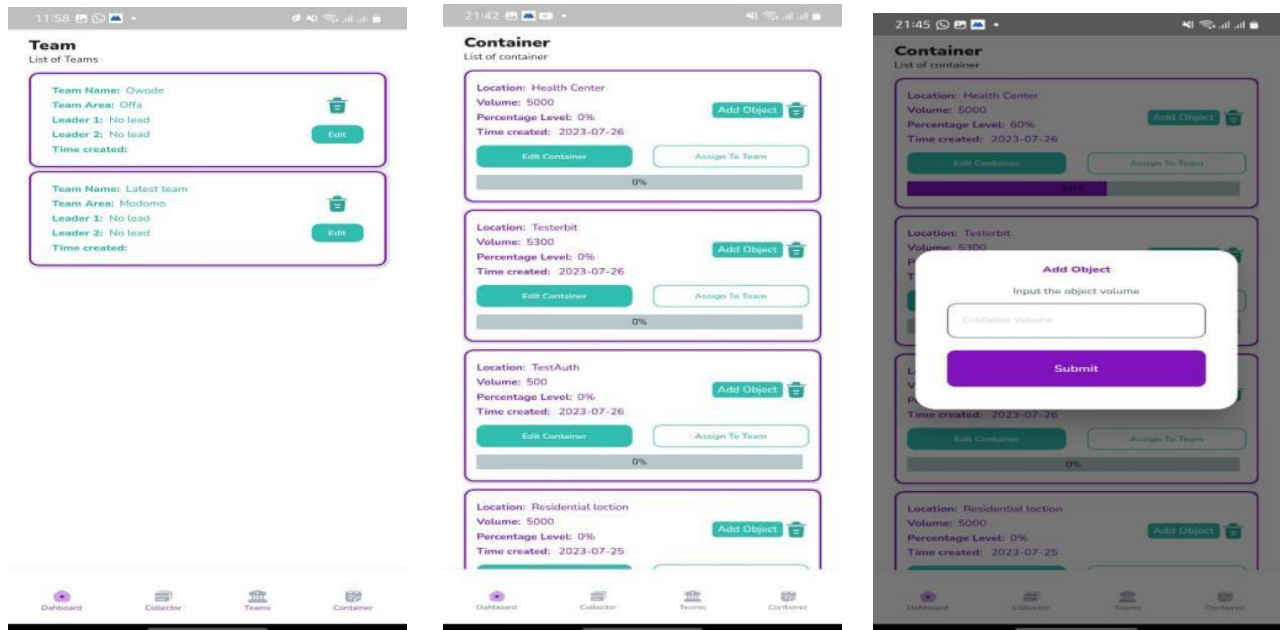 11:58
Team
List of Teams
Team Name: Owode
Team Area: Offa
Leader 1: No lead
Leader 2: No lead
Edit
Time created:
Team Name: Latest team
Team Area: Modomo
Leader 1: No lead
Leader 2: No lead
Edit
Time created:
Dahboard
Collector
Teams
Container
21:42
Container
List of container
Location: Health Center
Volume: 5000
Add Object
Percentage Level: 0%
Time created: 2023-07-26
Edit Container
Assign To Team
0%
Location: Testerbit
Volume: 5300
Add Object
Percentage Level: 0%
Time created: 2023-07-26
Edit Container
Assign To Team
0%
Location: TestAuth
Volume: 500
Add Object
Percentage Level: 0%
Time created: 2023-07-26
Edit Container
Assign To Team
0%
Location: Residential loction
Volume: 5000
Add Object
Percentage Level: 0%
Time created: 2023-07-25
Dahboard
Collector
Teams
Container
21:45
Container
List of container
Location: Health Center
Volume: 5000
Add Object
Percentage Level: 60%
Time created: 2023-07-26
Edit Container
Assign To Team
60%
Location: Testerbit
Volume: 5300
Add Object
Input the object volume
Container Volume
Submit
Time created: 2023-07-26
Edit Container
Assign To Team
0%
Location: Residential loction
Volume: 5000
Add Object
Percentage Level: 0%
Time created: 2023-07-25
Dahboard
Collector
Teams
Container